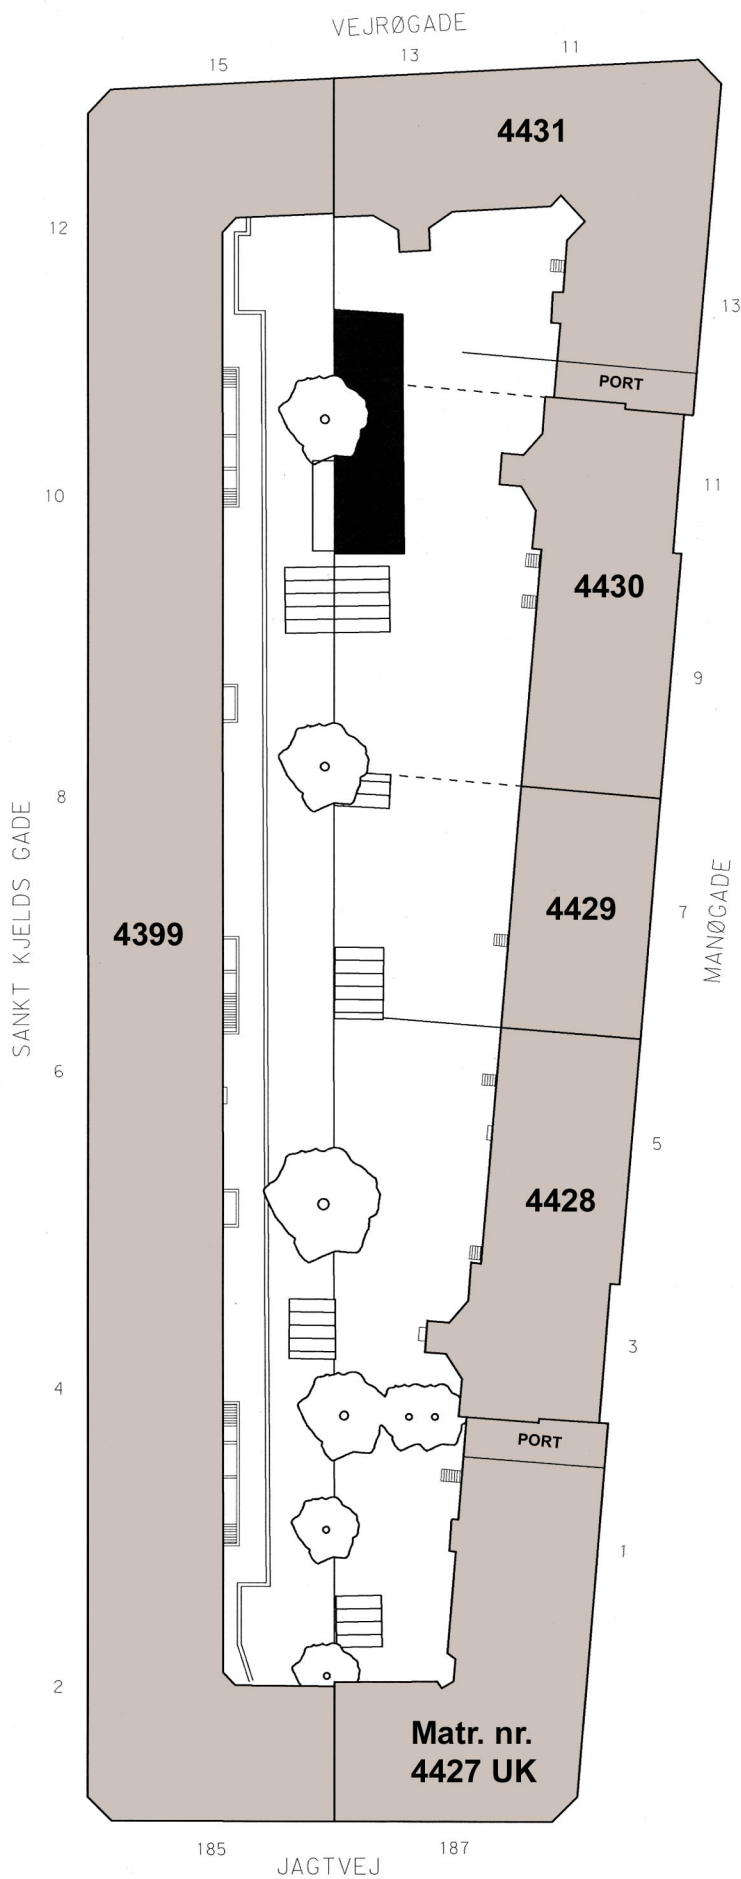 VEJRØGADE
15
13
11
4431
12
13
PORT
10
11
4430
9
8
SANKT KJELDS GADE
4399
4429
7
MANØGADE
6
5
4428
3
4
PORT
1
2
Matr. nr.
4427 UK
185
187
JAGTVEJ